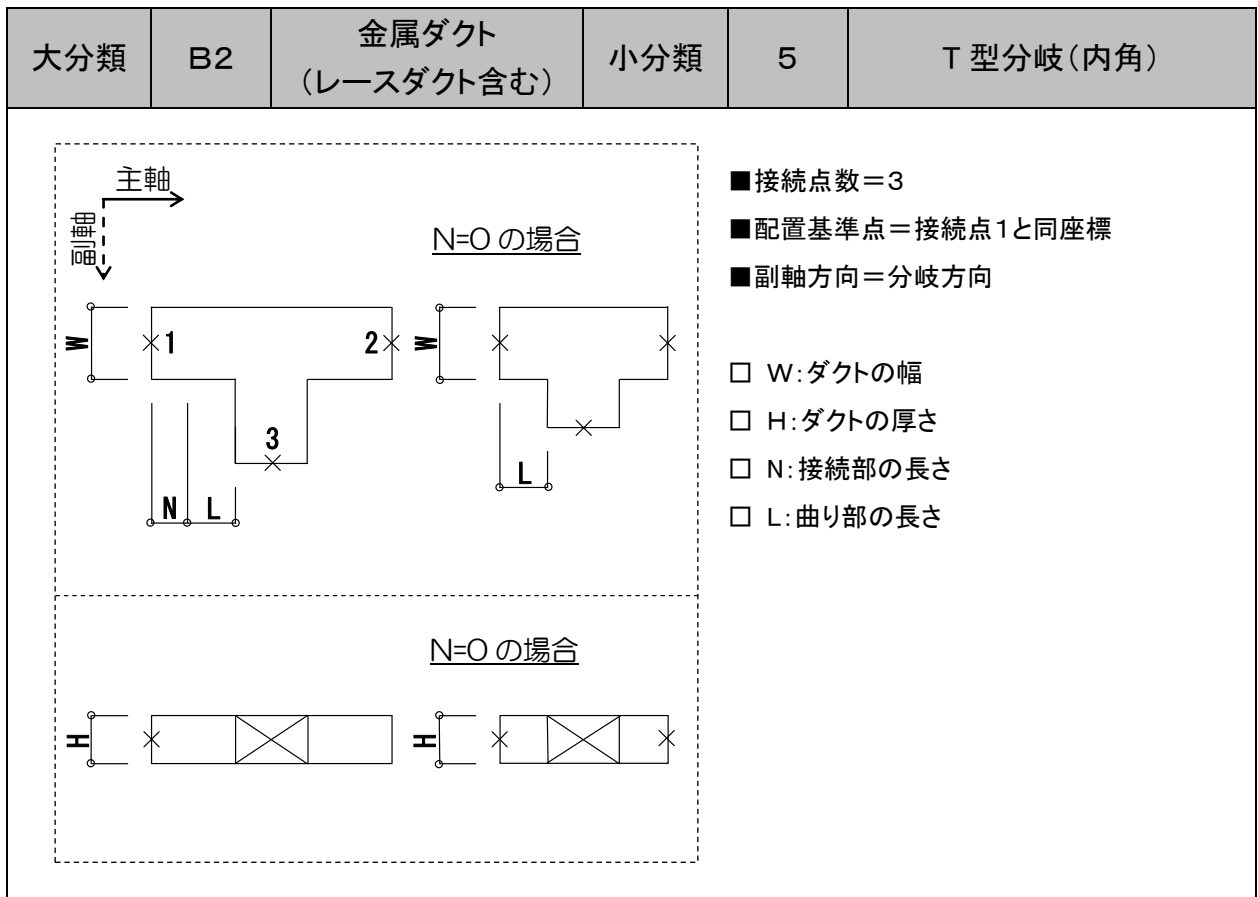 大分類 B2 金属ダクト
(レースダクト含む) 小分類 5 T型分岐(内角)
主軸
副軸
N=0 の場合
W 1 2 W
3
N L L
N=0 の場合
H H
■接続点数=3
■配置基準点=接続点1と同座標
■副軸方向=分岐方向
□ W:ダクトの幅
□ H:ダクトの厚さ
□ N:接続部の長さ
□ L:曲り部の長さ